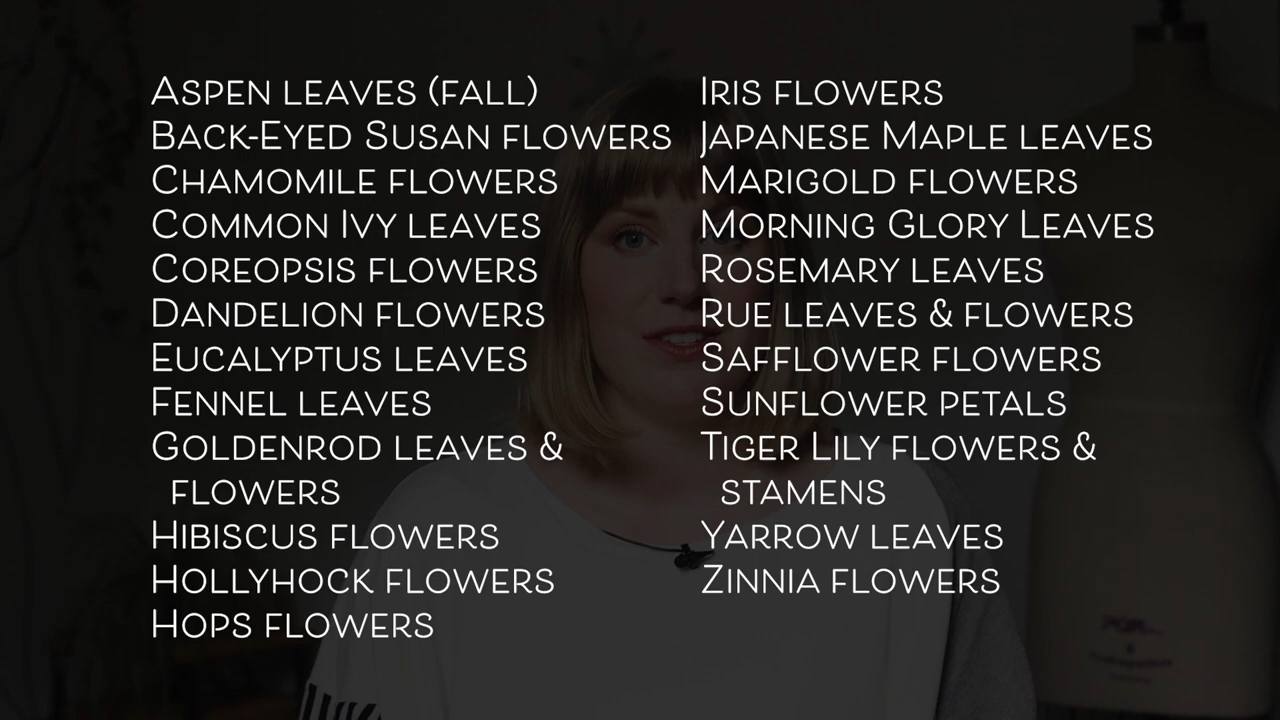 Aspen leaves (fall)
Back-Eyed Susan flowers
Chamomile flowers
Common Ivy leaves
Coreopsis flowers
Dandelion flowers
Eucalyptus leaves
Fennel leaves
Goldenrod leaves &
flowers
Hibiscus flowers
Hollyhock flowers
Hops flowers
Iris flowers
Japanese Maple leaves
Marigold flowers
Morning Glory Leaves
Rosemary leaves
Rue leaves & flowers
Safflower flowers
Sunflower petals
Tiger Lily flowers &
stamens
Yarrow leaves
Zinnia flowers